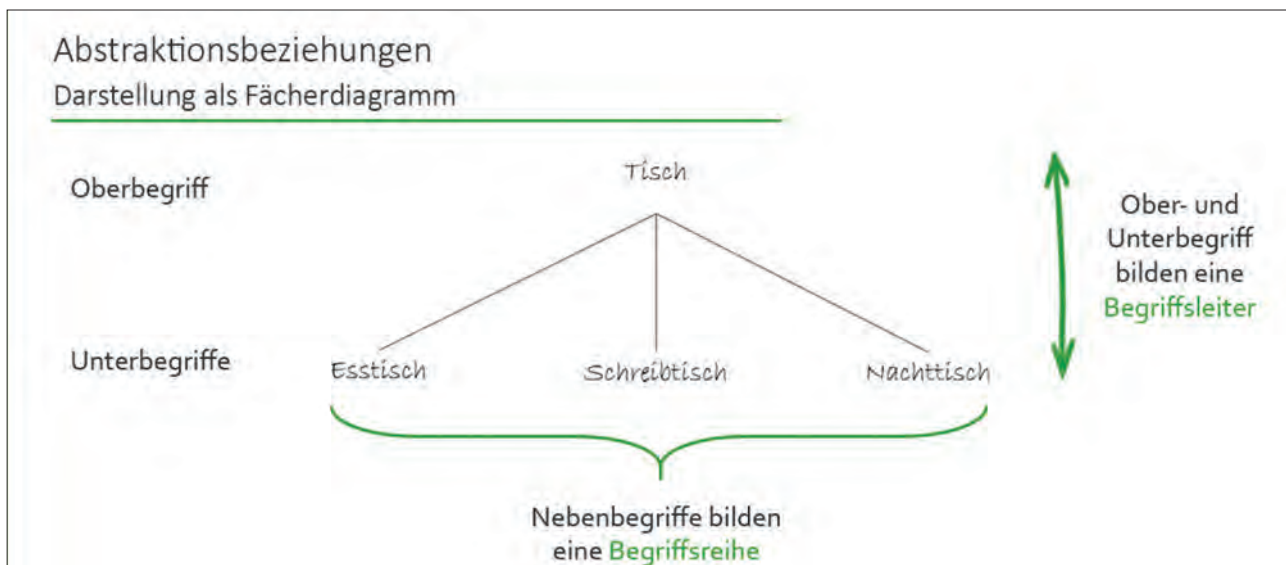 Abstraktionsbeziehungen
Darstellung als Fächerdiagramm
Oberbegriff
Tisch
Ober- und
Unterbegriff
bilden eine
Begriffsleiter
Unterbegriffe
Esstisch
Schreibtisch
Nachttisch
Nebenbegriffe bilden
eine Begriffsreihe